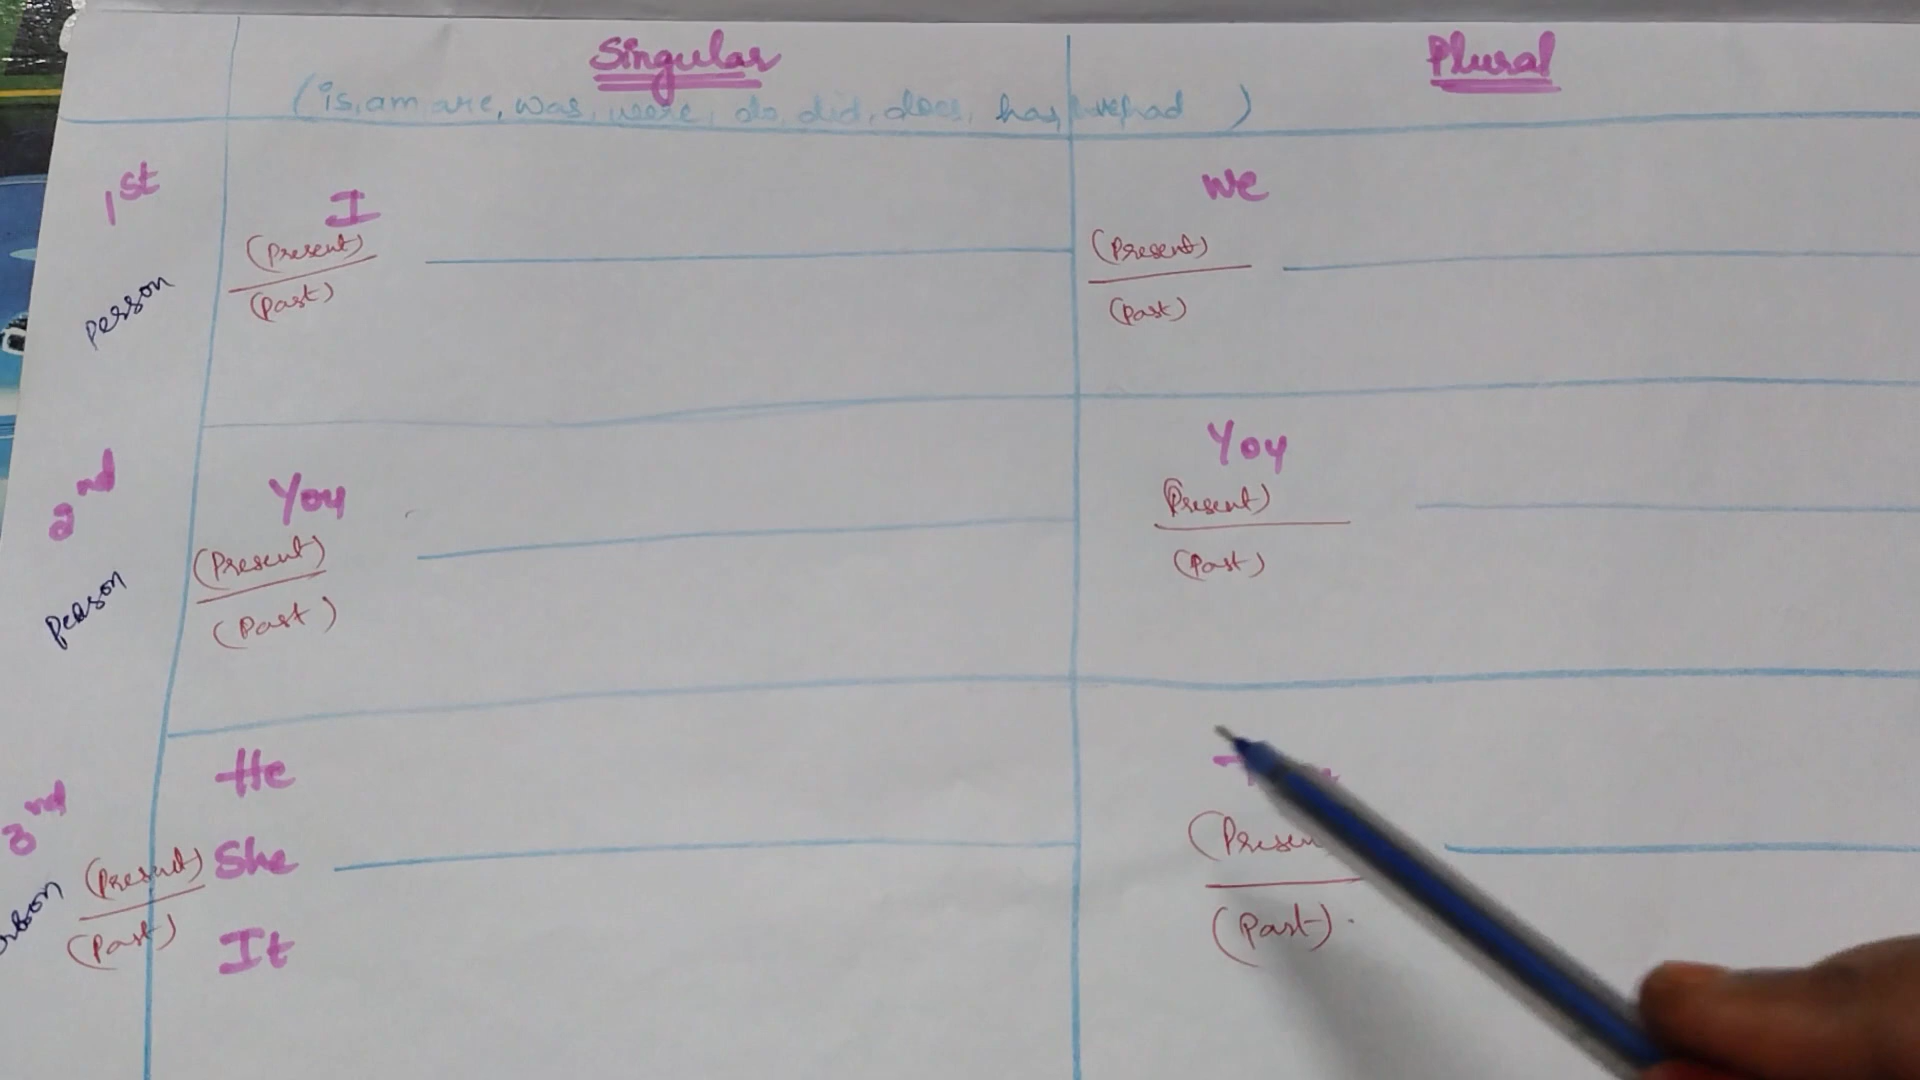 Singular
Plural
(is, am are, was, were, do, did, does, has, had )
1st
person
I
(Present)
(Past)
We
(Present)
(Past)
2nd
person
You
(Present)
(Past)
You
(Present)
(Past)
3rd
(Present)
(Past)
He
She
It
(Past).